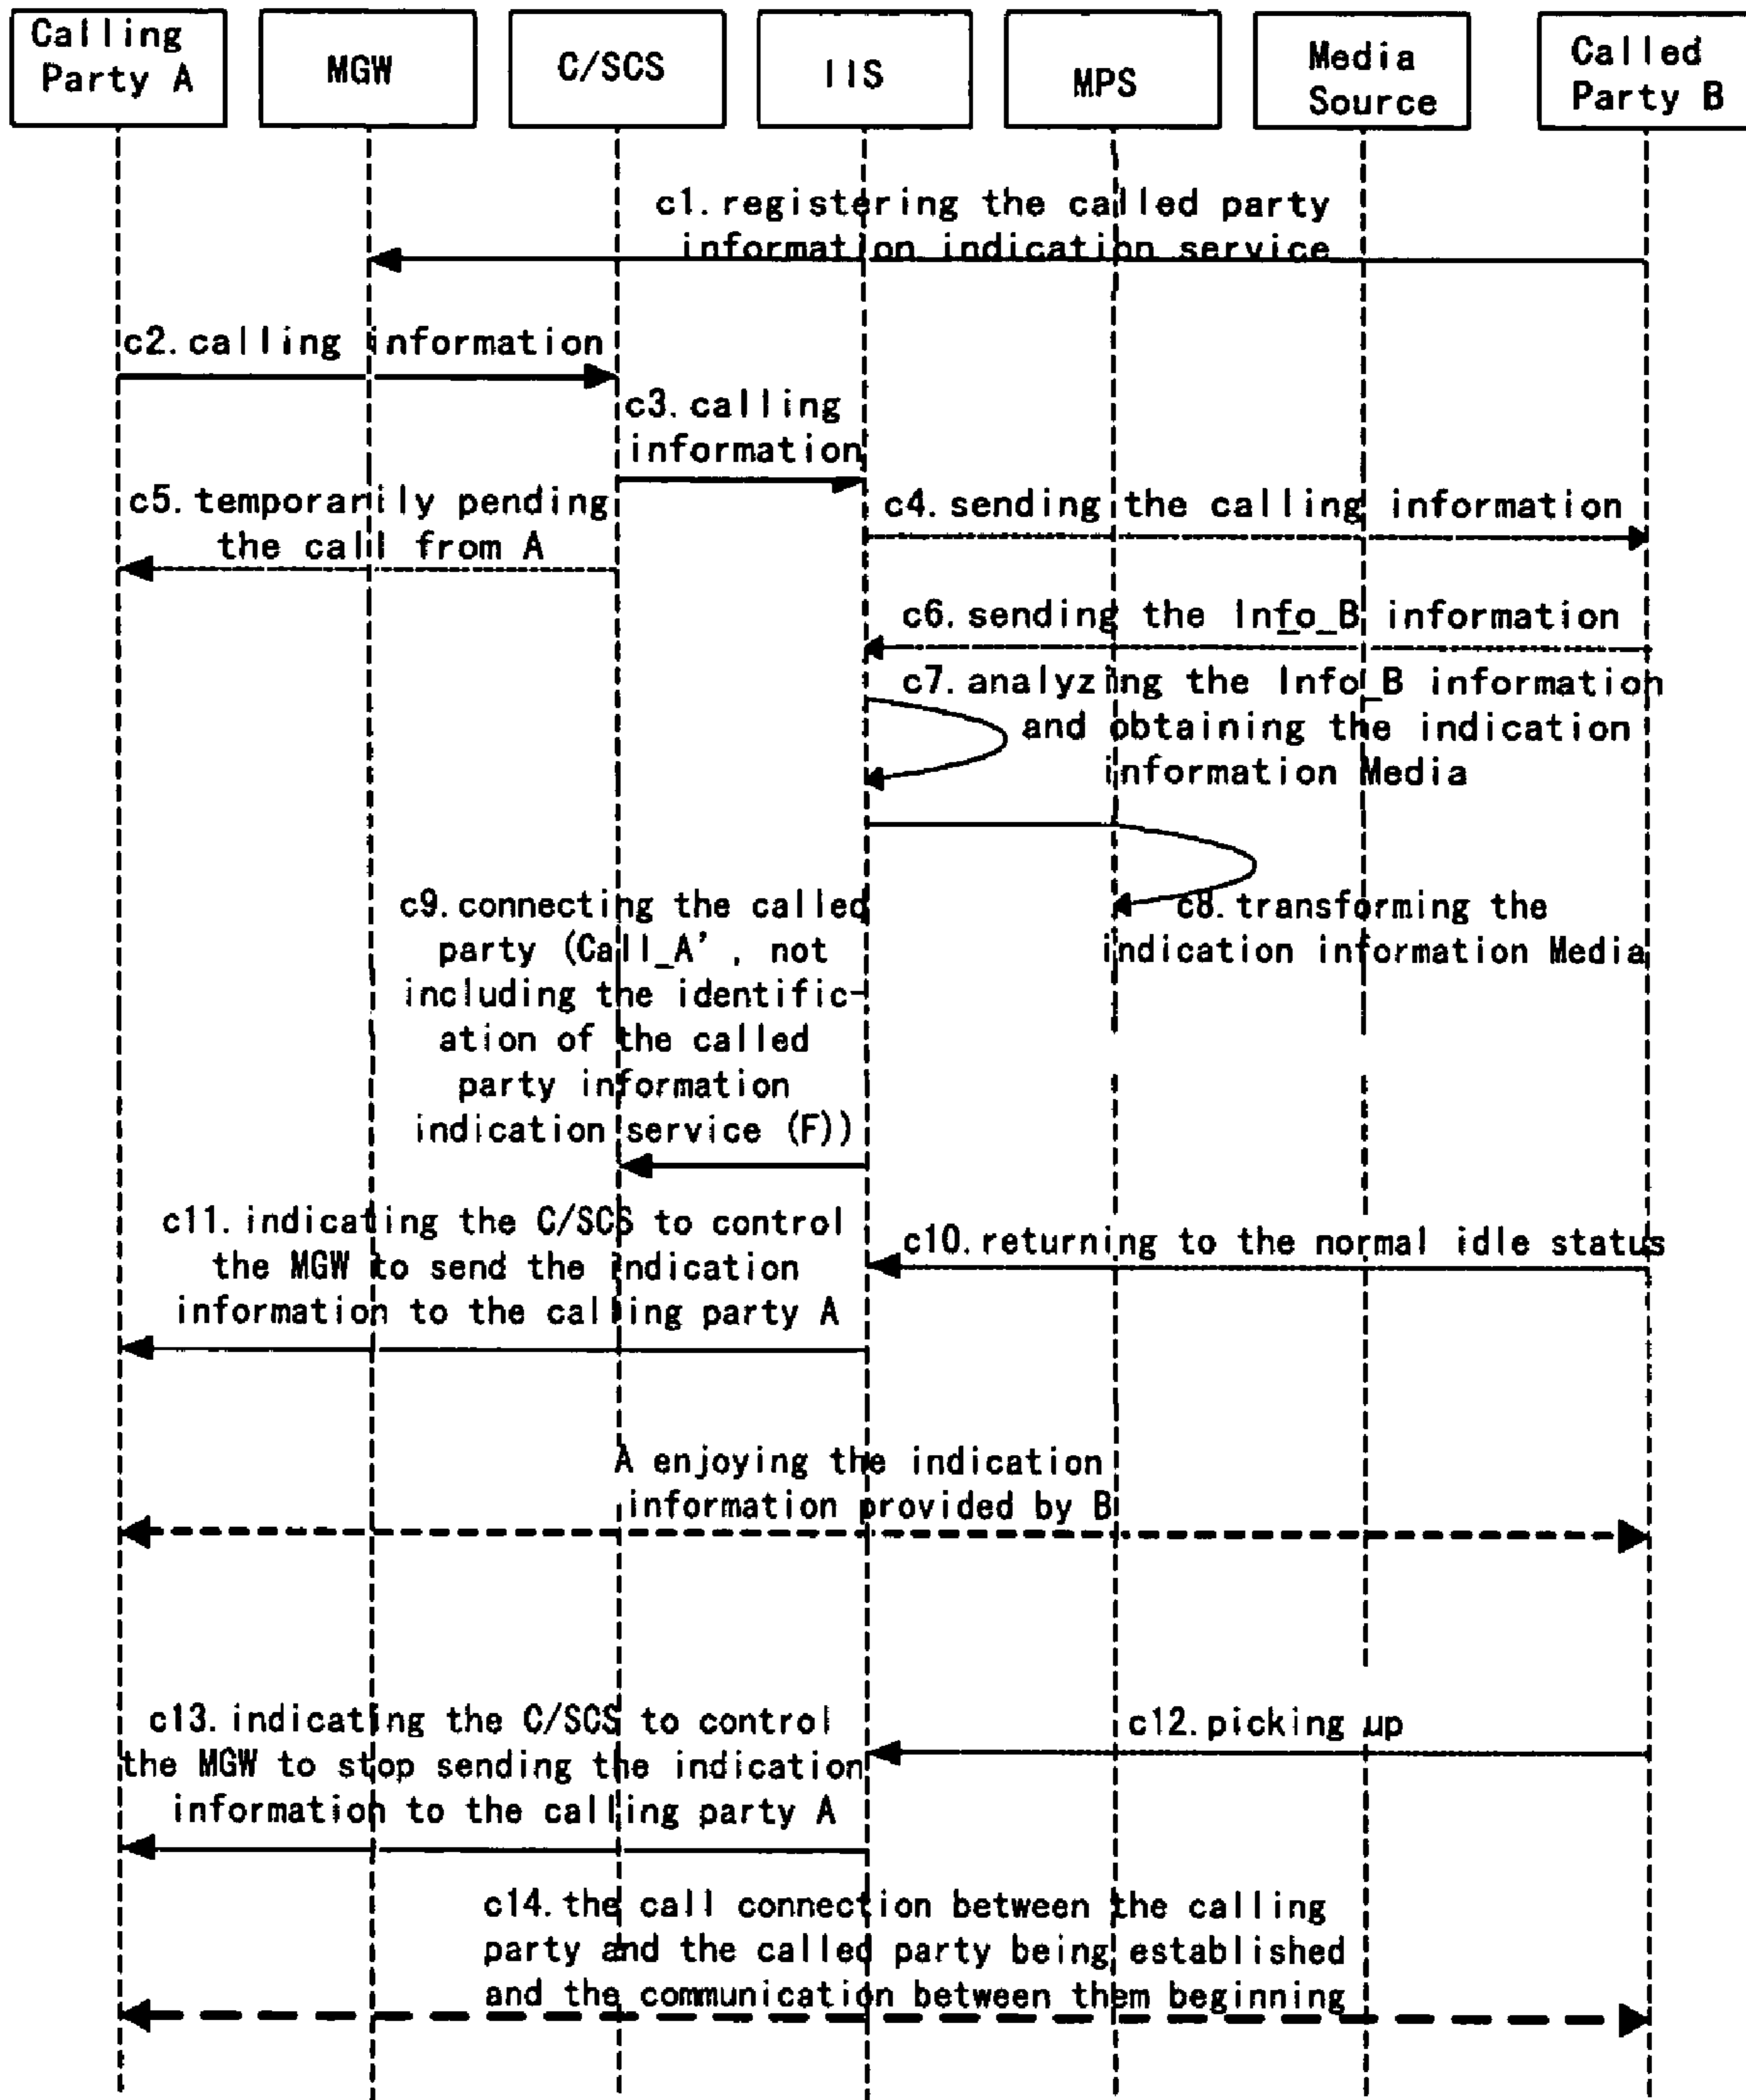 Calling
Party A
MGW
C/SCS
IIS
MPS
Media
Source
Called
Party B
c1. registering the called party
information indication service
c2. calling information
c3. calling
information
c5. temporarily pending
the call from A
c4. sending the calling information
c6. sending the Info_B information
c7. analyzing the Info_B information
and obtaining the indication
information Media
c9. connecting the called
party (Call_A', not
including the identific-
ation of the called
party information
indication service (F))
c8. transforming the
indication information Media
c11. indicating the C/SCS to control
the MGW to send the indication
information to the calling party A
c10. returning to the normal idle status
A enjoying the indication
information provided by B
c13. indicating the C/SCS to control
the MGW to stop sending the indication
information to the calling party A
c12. picking up
c14. the call connection between the calling
party and the called party being established
and the communication between them beginning